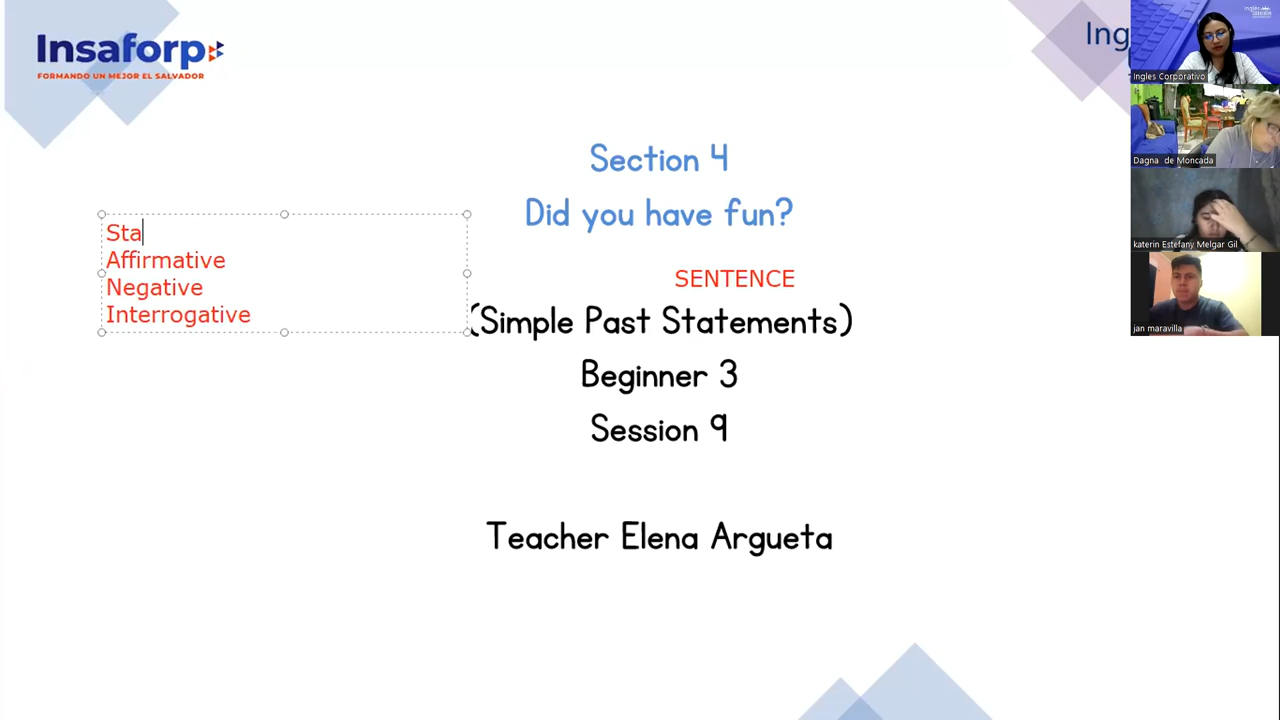 Insaforp
FORMANDO UN MEJOR EL SALVADOR
Ing
Section 4
Did you have fun?
Sta
Affirmative
Negative
Interrogative
SENTENCE
(Simple Past Statements)
Beginner 3
Session 9
Teacher Elena Argueta
Ingles Corporativo
Dagna de Moncada
katerin Estefany Melgar Gil
jan maravilla